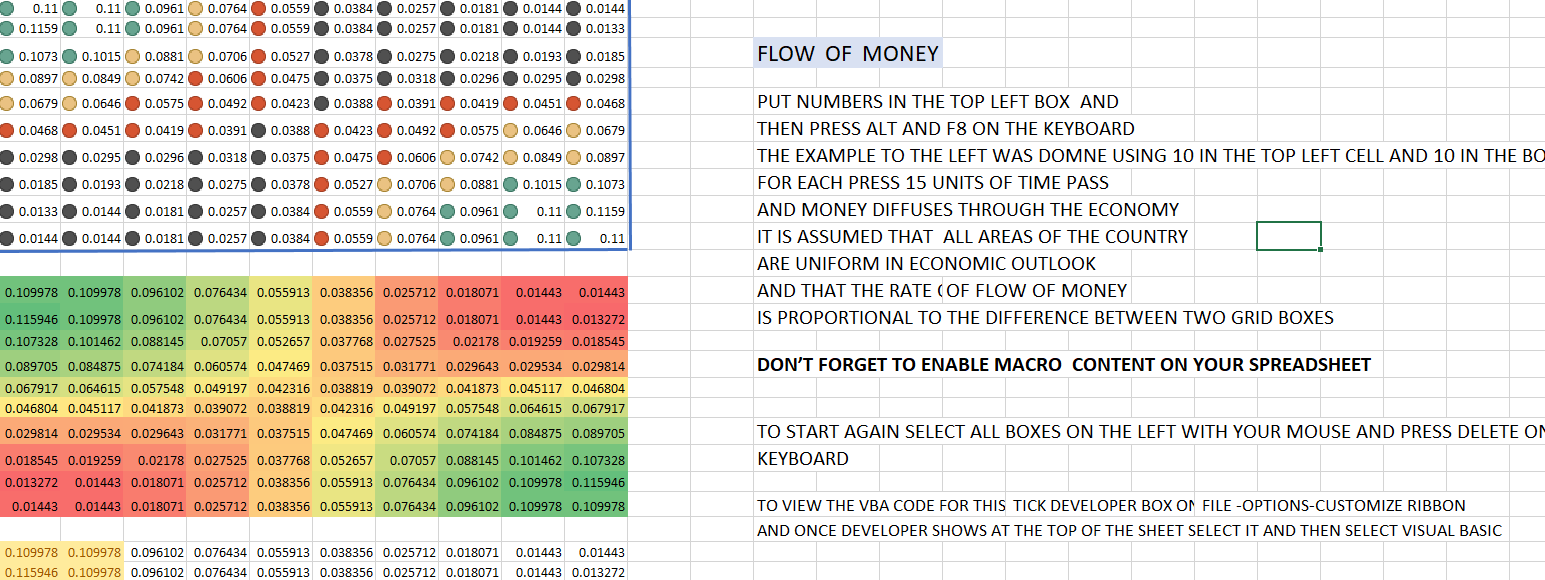 0.11 0.11 0.0961 0.0764 0.0559 0.0384 0.0257 0.0181 0.0144 0.0144
0.1159 0.11 0.0961 0.0764 0.0559 0.0384 0.0257 0.0181 0.0144 0.0133
0.1073 0.1015 0.0881 0.0706 0.0527 0.0378 0.0275 0.0218 0.0193 0.0185
0.0897 0.0849 0.0742 0.0606 0.0475 0.0375 0.0318 0.0296 0.0295 0.0298
0.0679 0.0646 0.0575 0.0492 0.0423 0.0388 0.0391 0.0419 0.0451 0.0468
0.0468 0.0451 0.0419 0.0391 0.0388 0.0423 0.0492 0.0575 0.0646 0.0679
0.0298 0.0295 0.0296 0.0318 0.0375 0.0475 0.0606 0.0742 0.0849 0.0897
0.0185 0.0193 0.0218 0.0275 0.0378 0.0527 0.0706 0.0881 0.1015 0.1073
0.0133 0.0144 0.0181 0.0257 0.0384 0.0559 0.0764 0.0961 0.11 0.1159
0.0144 0.0144 0.0181 0.0257 0.0384 0.0559 0.0764 0.0961 0.11 0.11
0.109978 0.109978 0.096102 0.076434 0.055913 0.038356 0.025712 0.018071 0.01443 0.01443
0.115946 0.109978 0.096102 0.076434 0.055913 0.038356 0.025712 0.018071 0.01443 0.013272
0.107328 0.101462 0.088145 0.07057 0.052657 0.037768 0.027525 0.02178 0.019259 0.018545
0.089705 0.084875 0.074184 0.060574 0.047469 0.037515 0.031771 0.029643 0.029534 0.029814
0.067917 0.064615 0.057548 0.049197 0.042316 0.038819 0.039072 0.041873 0.045117 0.046804
0.046804 0.045117 0.041873 0.039072 0.038819 0.042316 0.049197 0.057548 0.064615 0.067917
0.029814 0.029534 0.029643 0.031771 0.037515 0.047469 0.060574 0.074184 0.084875 0.089705
0.018545 0.019259 0.02178 0.027525 0.037768 0.052657 0.07057 0.088145 0.101462 0.107328
0.013272 0.01443 0.018071 0.025712 0.038356 0.055913 0.076434 0.096102 0.109978 0.115946
0.01443 0.01443 0.018071 0.025712 0.038356 0.055913 0.076434 0.096102 0.109978 0.109978
0.109978 0.109978 0.096102 0.076434 0.055913 0.038356 0.025712 0.018071 0.01443 0.01443
0.115946 0.109978 0.096102 0.076434 0.055913 0.038356 0.025712 0.018071 0.01443 0.013272
FLOW OF MONEY
PUT NUMBERS IN THE TOP LEFT BOX AND
THEN PRESS ALT AND F8 ON THE KEYBOARD
THE EXAMPLE TO THE LEFT WAS DOMNE USING 10 IN THE TOP LEFT CELL AND 10 IN THE BO
FOR EACH PRESS 15 UNITS OF TIME PASS
AND MONEY DIFFUSES THROUGH THE ECONOMY
IT IS ASSUMED THAT ALL AREAS OF THE COUNTRY
ARE UNIFORM IN ECONOMIC OUTLOOK
AND THAT THE RATE OF FLOW OF MONEY
IS PROPORTIONAL TO THE DIFFERENCE BETWEEN TWO GRID BOXES
DON'T FORGET TO ENABLE MACRO CONTENT ON YOUR SPREADSHEET
TO START AGAIN SELECT ALL BOXES ON THE LEFT WITH YOUR MOUSE AND PRESS DELETE ON
KEYBOARD
TO VIEW THE VBA CODE FOR THIS TICK DEVELOPER BOX ON FILE -OPTIONS-CUSTOMIZE RIBBON
AND ONCE DEVELOPER SHOWS AT THE TOP OF THE SHEET SELECT IT AND THEN SELECT VISUAL BASIC